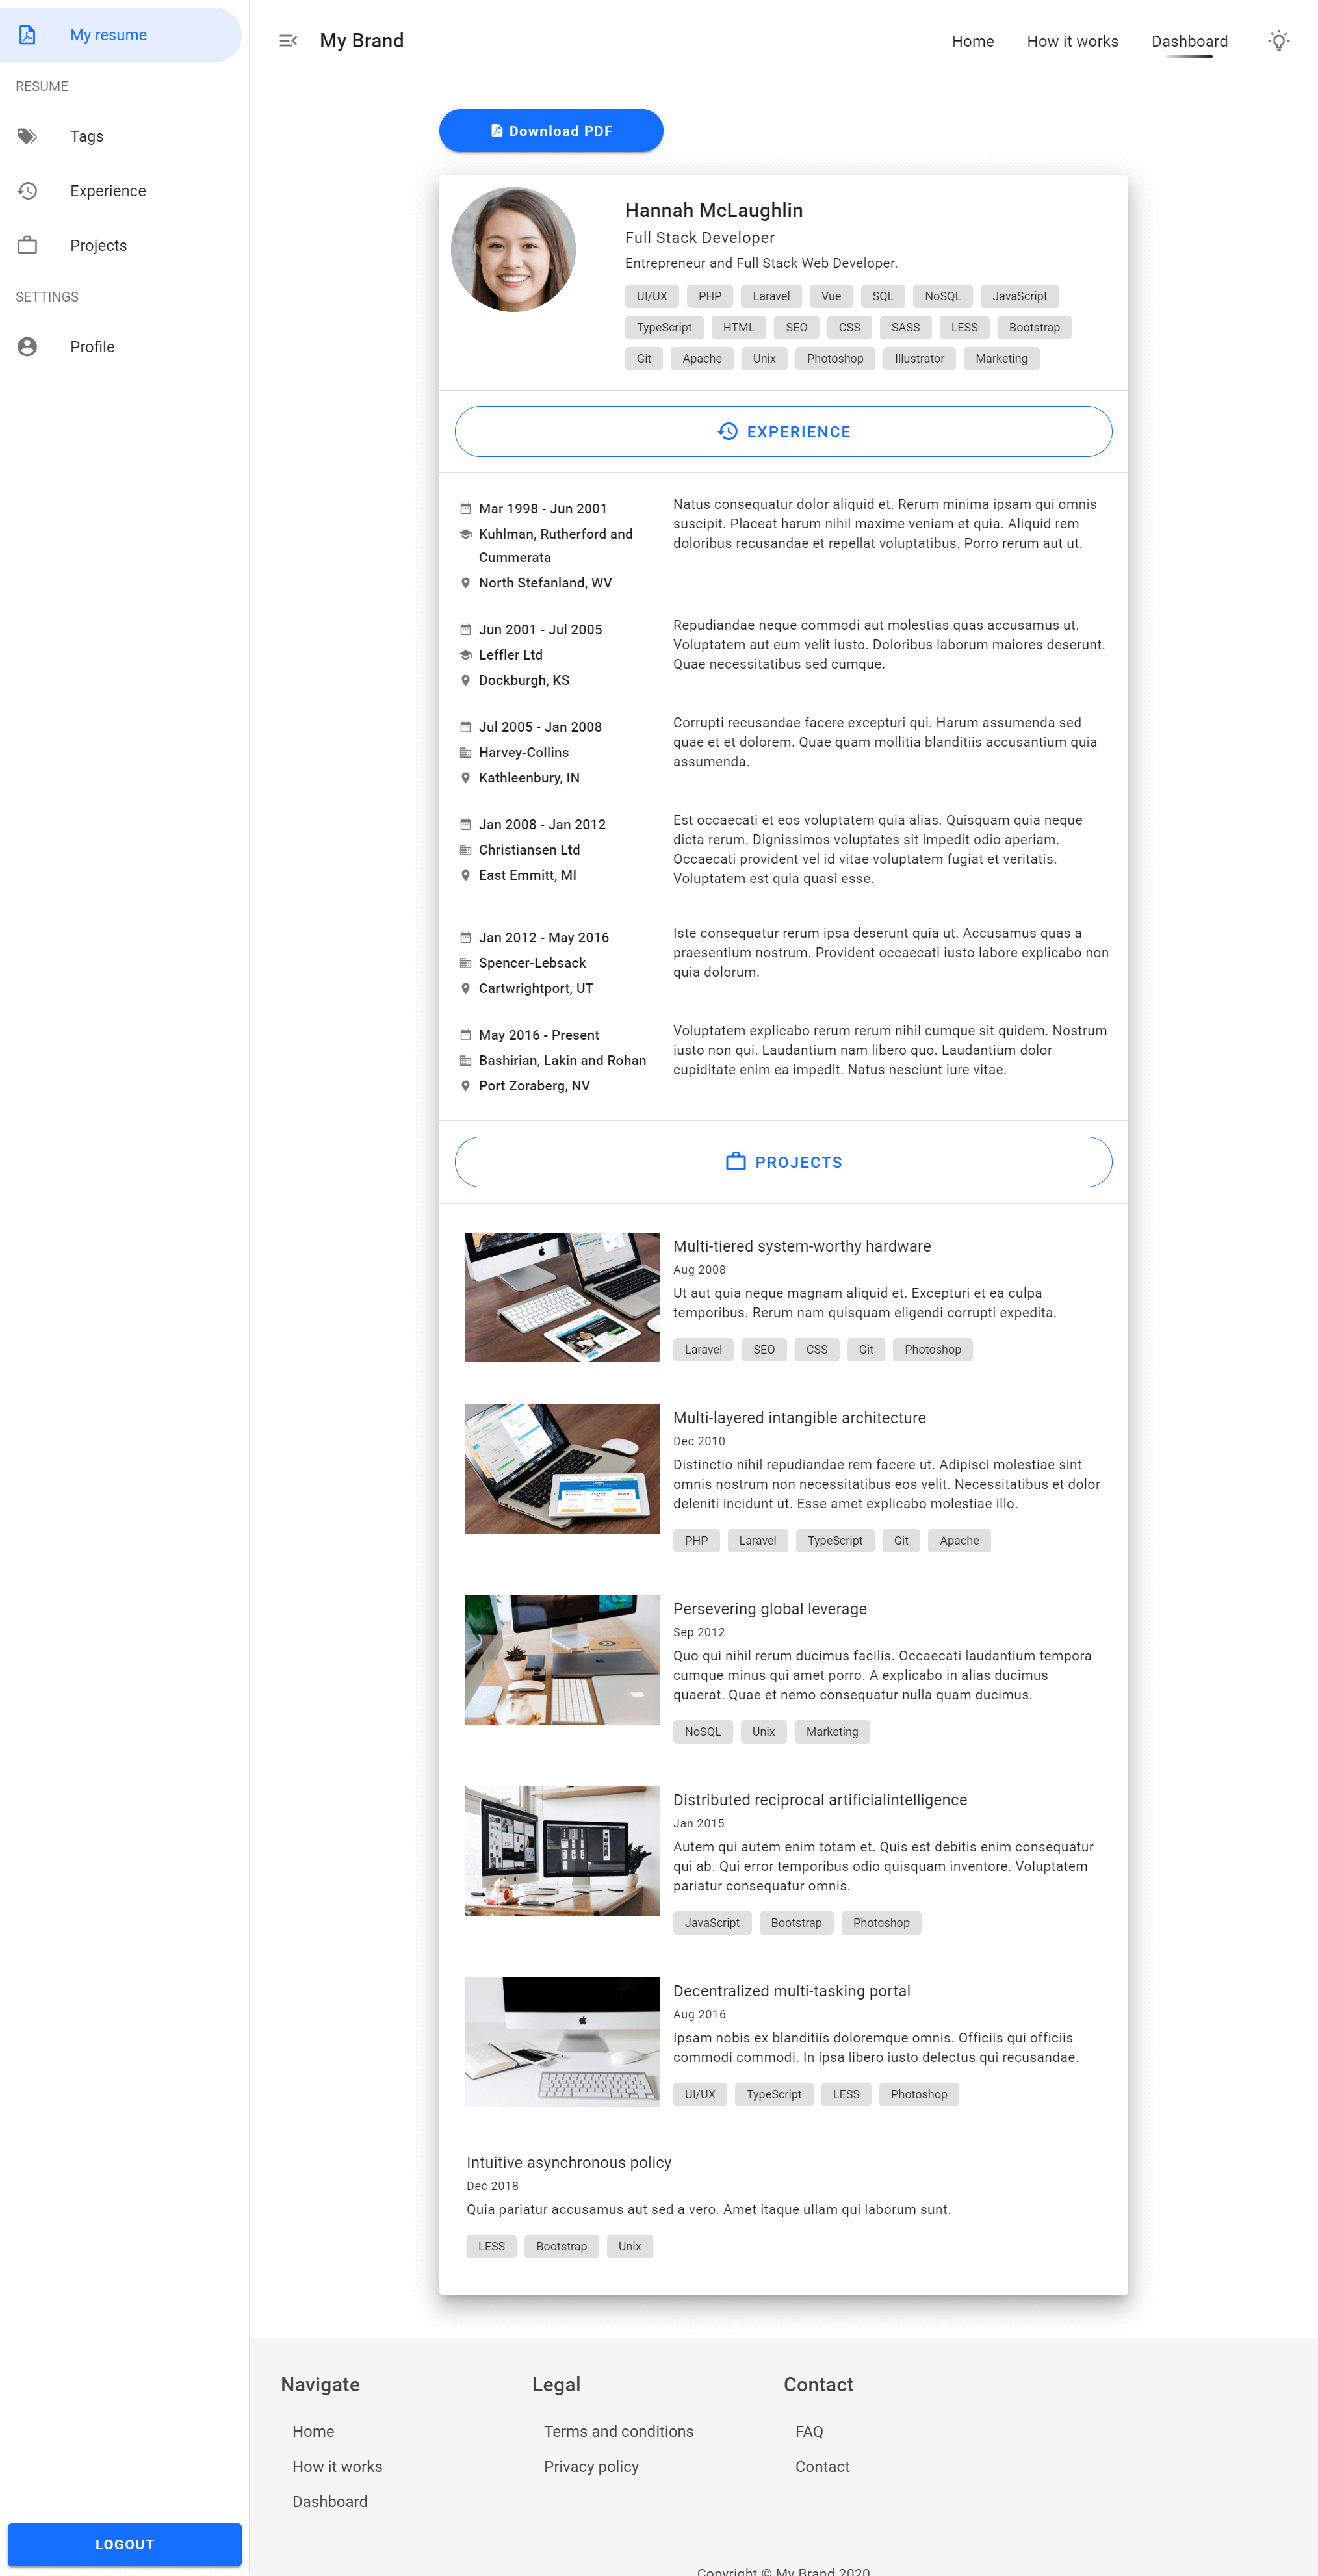 My resume
RESUME
Tags
Experience
Projects
SETTINGS
Profile
LOGOUT
My Brand
Home
How it works
Dashboard
Download PDF
Hannah McLaughlin
Full Stack Developer
Entrepreneur and Full Stack Web Developer.
UI/UX PHP Laravel Vue SQL NoSQL JavaScript
TypeScript HTML SEO CSS SASS LESS Bootstrap
Git Apache Unix Photoshop Illustrator Marketing
EXPERIENCE
Mar 1998 - Jun 2001
Kuhlman, Rutherford and
Cummerata
North Stefanland, WV
Natus consequatur dolor aliquid et. Rerum minima ipsam qui omnis
suscipit. Placeat harum nihil maxime veniam et quia. Aliquid rem
doloribus recusandae et repellat voluptatibus. Porro rerum aut ut.
Jun 2001 - Jul 2005
Leffler Ltd
Dockburgh, KS
Repudiandae neque commodi aut molestias quas accusamus ut.
Voluptatem aut eum velit iusto. Doloribus laborum maiores deserunt.
Quae necessitatibus sed cumque.
Jul 2005 - Jan 2008
Harvey-Collins
Kathleenbury, IN
Corrupti recusandae facere excepturi qui. Harum assumenda sed
quae et et dolorem. Quae quam mollitia blanditiis accusantium quia
assumenda.
Jan 2008 - Jan 2012
Christiansen Ltd
East Emmitt, MI
Est occaecati et eos voluptatem quia alias. Quisquam quia neque
dicta rerum. Dignissimos voluptates sit impedit odio aperiam.
Occaecati provident vel id vitae voluptatem fugiat et veritatis.
Voluptatem est quia quasi esse.
Jan 2012 - May 2016
Spencer-Lebsack
Cartwrightport, UT
Iste consequatur rerum ipsa deserunt quia ut. Accusamus quas a
praesentium nostrum. Provident occaecati iusto labore explicabo non
quia dolorum.
May 2016 - Present
Bashirian, Lakin and Rohan
Port Zoraberg, NV
Voluptatem explicabo rerum rerum nihil cumque sit quidem. Nostrum
iusto non qui. Laudantium nam libero quo. Laudantium dolor
cupiditate enim ea impedit. Natus nesciunt iure vitae.
PROJECTS
Multi-tiered system-worthy hardware
Aug 2008
Ut aut quia neque magnam aliquid et. Excepturi et ea culpa
temporibus. Rerum nam quisquam eligendi corrupti expedita.
Laravel SEO CSS Git Photoshop
Multi-layered intangible architecture
Dec 2010
Distinctio nihil repudiandae rem facere ut. Adipisci molestiae sint
omnis nostrum non necessitatibus eos velit. Necessitatibus et dolor
deleniti incidunt ut. Esse amet explicabo molestiae illo.
PHP Laravel TypeScript Git Apache
Persevering global leverage
Sep 2012
Quo qui nihil rerum ducimus facilis. Occaecati laudantium tempora
cumque minus qui amet porro. A explicabo in alias ducimus
quaerat. Quae et nemo consequatur nulla quam ducimus.
NoSQL Unix Marketing
Distributed reciprocal artificialintelligence
Jan 2015
Autem qui autem enim totam et. Quis est debitis enim consequatur
qui ab. Qui error temporibus odio quisquam inventore. Voluptatem
pariatur consequatur omnis.
JavaScript Bootstrap Photoshop
Decentralized multi-tasking portal
Aug 2016
Ipsam nobis ex blanditiis doloremque omnis. Officiis qui officiis
commodi commodi. In ipsa libero iusto delectus qui recusandae.
UI/UX TypeScript LESS Photoshop
Intuitive asynchronous policy
Dec 2018
Quia pariatur accusamus aut sed a vero. Amet itaque ullam qui laborum sunt.
LESS Bootstrap Unix
Navigate
Home
How it works
Dashboard
Legal
Terms and conditions
Privacy policy
Contact
FAQ
Contact
Copyright © My Brand 2020